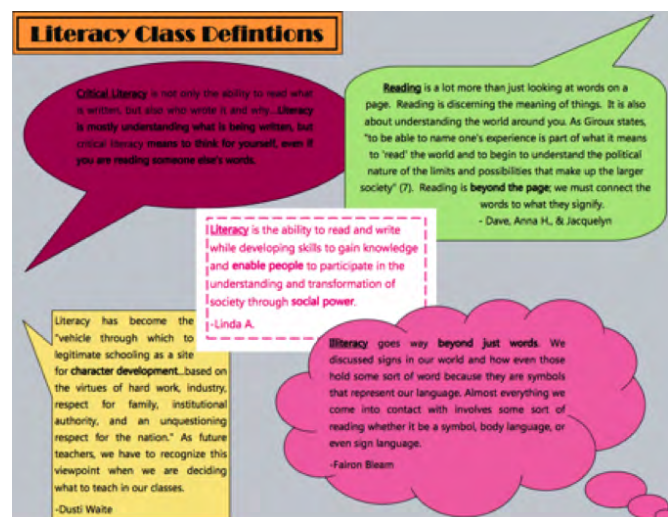 Literacy Class Defintions
Critical Literacy is not only the ability to read what
is written, but also who wrote it and why...Literacy
is mostly understanding what is being written, but
critical literacy means to think for yourself, even if
you are reading someone else's words.
Reading is a lot more than just looking at words on a
page. Reading is discerning the meaning of things. It is also
about understanding the world around you. As Giroux states,
"to be able to name one's experience is part of what it means
to 'read' the world and to begin to understand the political
nature of the limits and possibilities that make up the larger
society" (7). Reading is beyond the page; we must connect the
words to what they signify.
- Dave, Anna H., & Jacquelyn
Literacy is the ability to read and write
while developing skills to gain knowledge
and enable people to participate in the
understanding and transformation of
society through social power.
-Linda A.
Literacy has become the
"vehicle through which to
legitimate schooling as a site
for character development...based on
the virtues of hard work, industry,
respect for family, institutional
authority, and an unquestioning
respect for the nation." As future
teachers, we have to recognize this
viewpoint when we are deciding
what to teach in our classes.
-Dusti Waite
Illiteracy goes way beyond just words. We
discussed signs in our world and how even those
hold some sort of word because they are symbols
that represent our language. Almost everything we
come into contact with involves some sort of
reading whether it be a symbol, body language, or
even sign language.
-Fairon Bleam